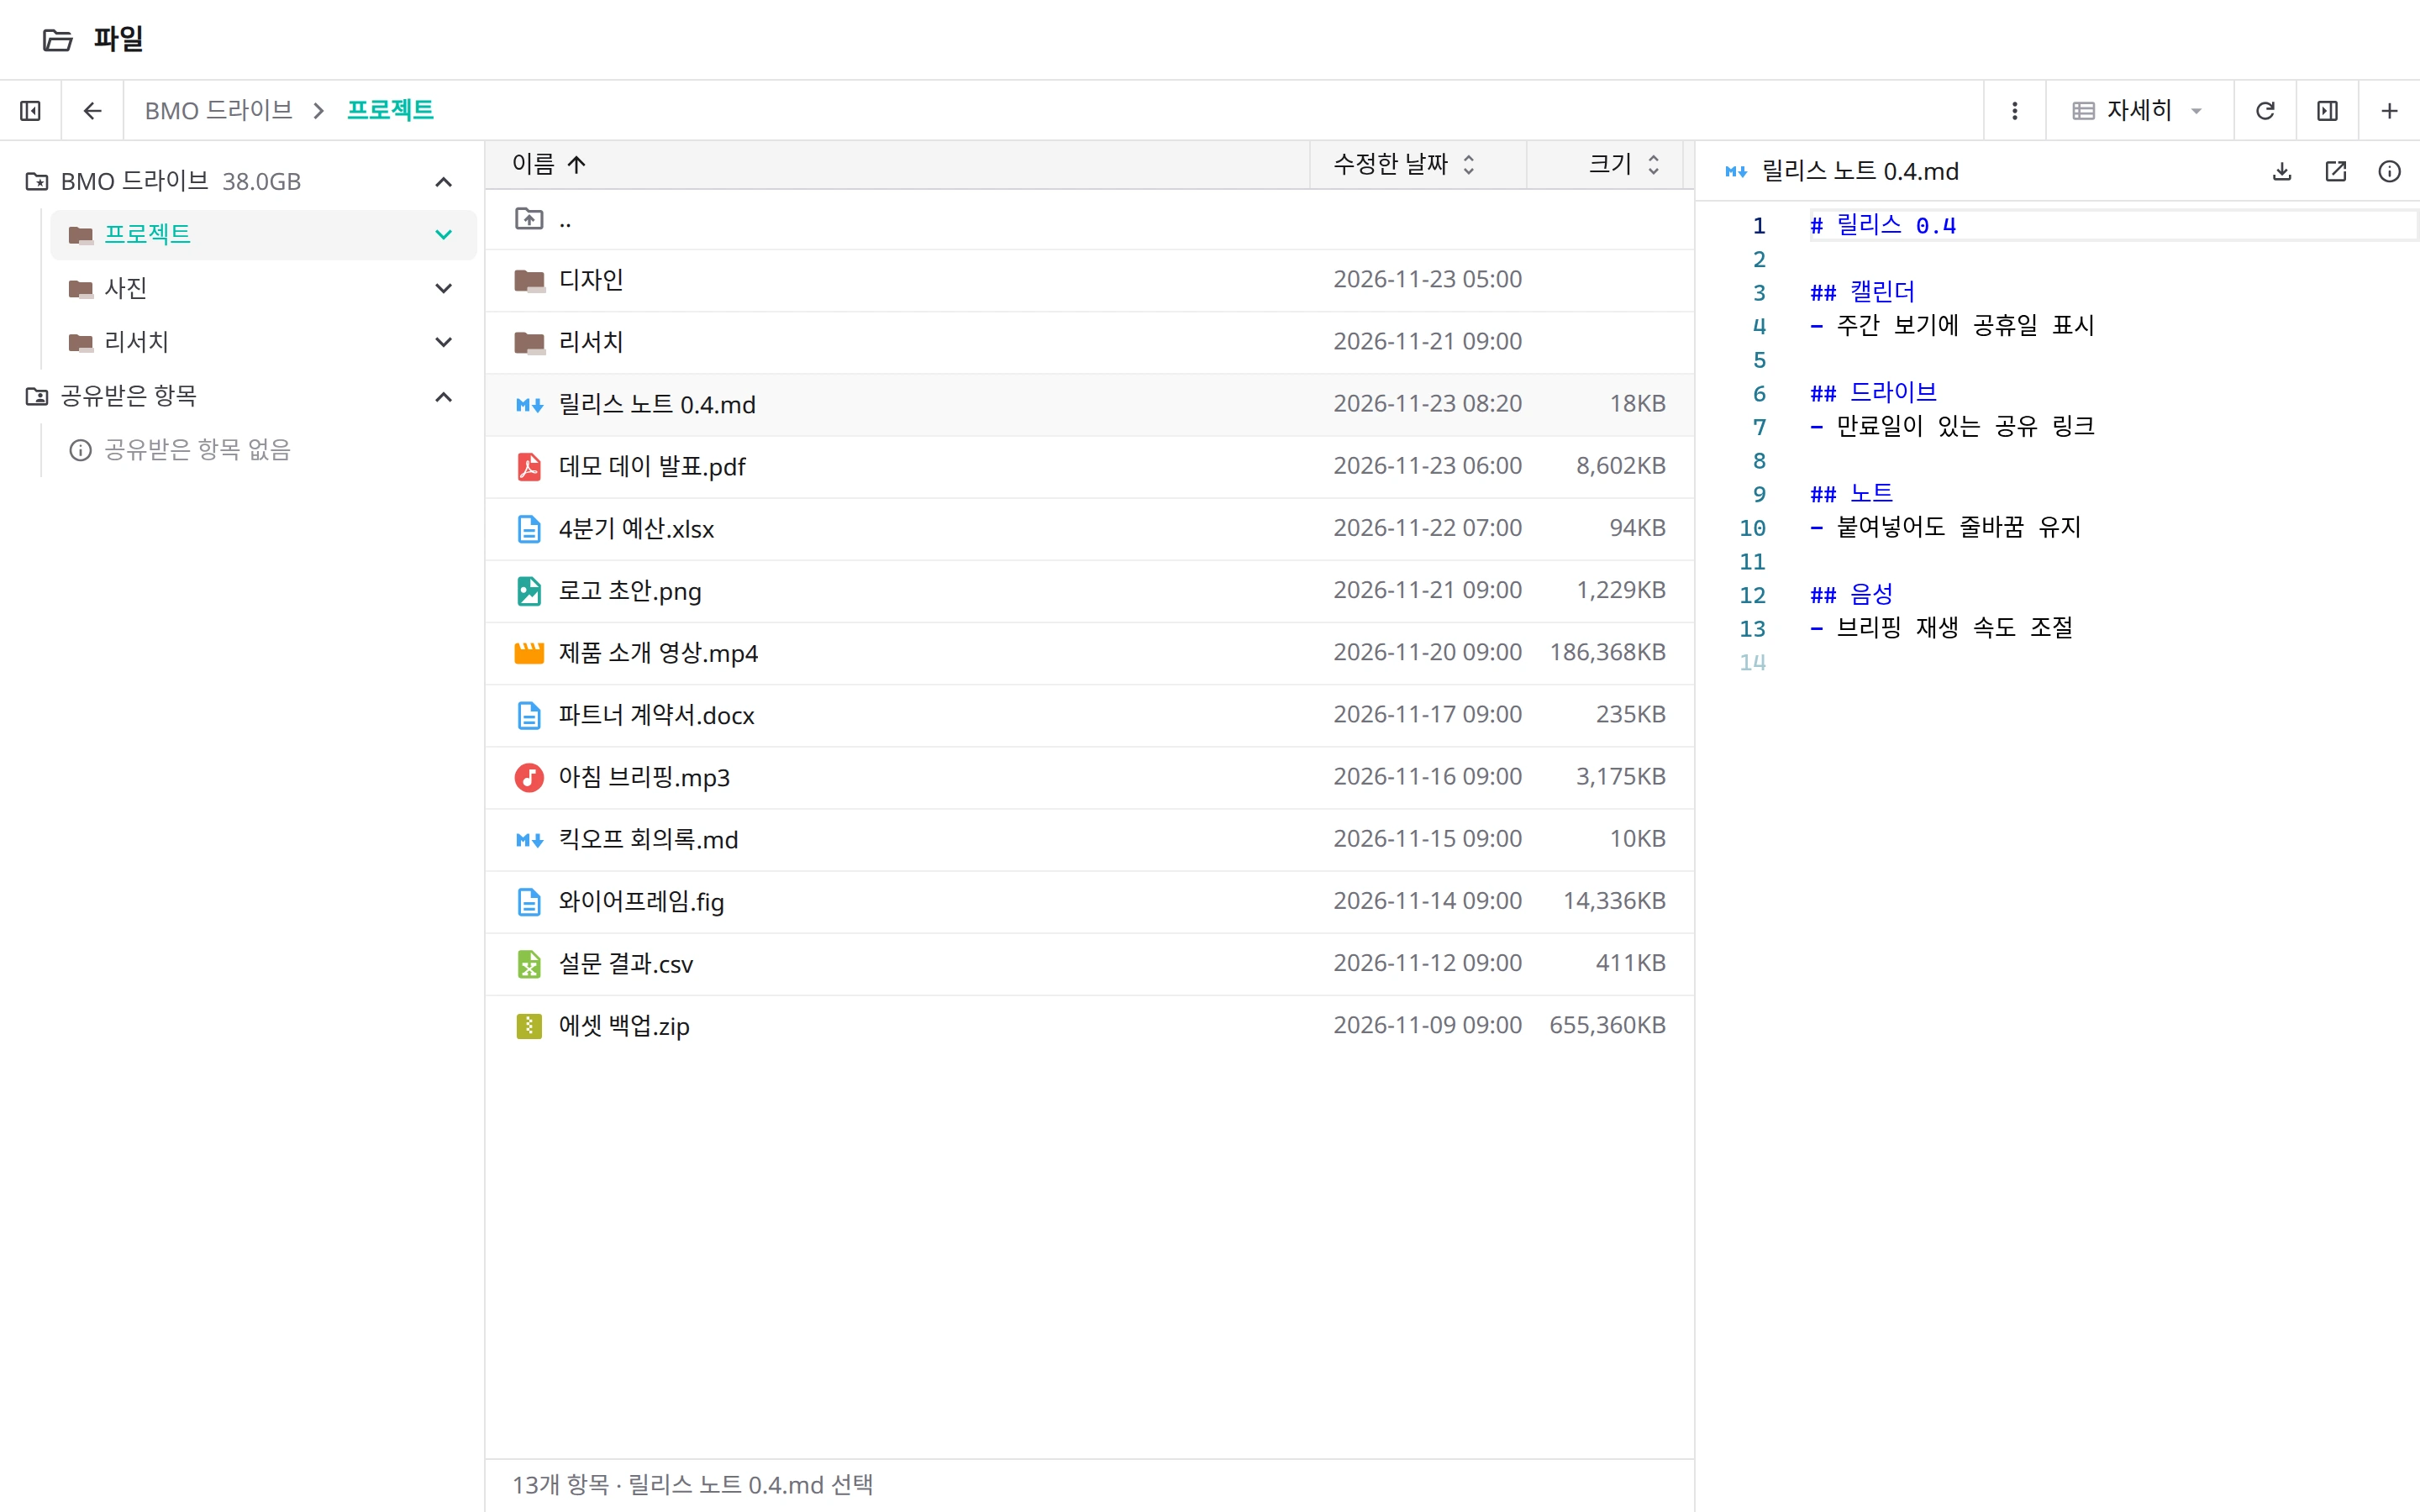 파일
BMO 드라이브 > 프로젝트
자세히
BMO 드라이브 38.0GB
프로젝트
사진
리서치
공유받은 항목
공유받은 항목 없음
이름 수정한 날짜 크기
..
디자인 2026-11-23 05:00
리서치 2026-11-21 09:00
릴리스 노트 0.4.md 2026-11-23 08:20 18KB
데모 데이 발표.pdf 2026-11-23 06:00 8,602KB
4분기 예산.xlsx 2026-11-22 07:00 94KB
로고 초안.png 2026-11-21 09:00 1,229KB
제품 소개 영상.mp4 2026-11-20 09:00 186,368KB
파트너 계약서.docx 2026-11-17 09:00 235KB
아침 브리핑.mp3 2026-11-16 09:00 3,175KB
킥오프 회의록.md 2026-11-15 09:00 10KB
와이어프레임.fig 2026-11-14 09:00 14,336KB
설문 결과.csv 2026-11-12 09:00 411KB
에셋 백업.zip 2026-11-09 09:00 655,360KB
13개 항목 · 릴리스 노트 0.4.md 선택
릴리스 노트 0.4.md
1 # 릴리스 0.4
2
3 ## 캘린더
4 - 주간 보기에 공휴일 표시
5
6 ## 드라이브
7 - 만료일이 있는 공유 링크
8
9 ## 노트
10 - 붙여넣어도 줄바꿈 유지
11
12 ## 음성
13 - 브리핑 재생 속도 조절
14